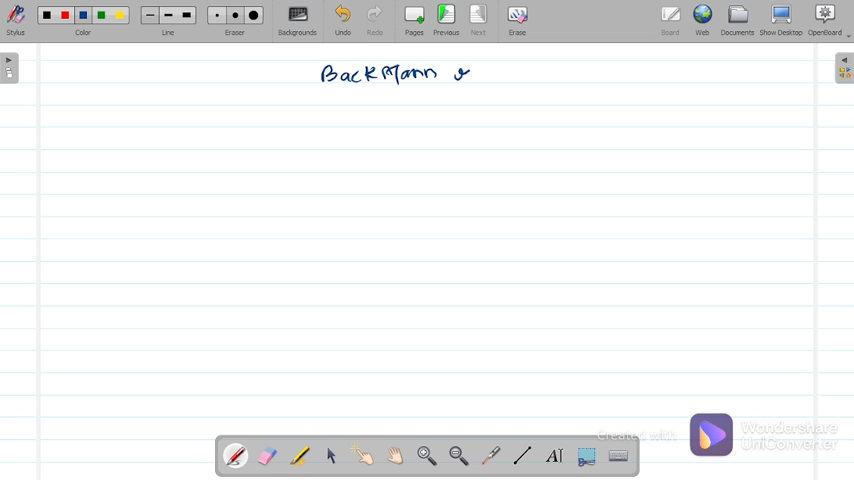 Stylus Color Line Eraser Backgrounds Undo Redo Pages Previous Next Erase Board Web Documents Show Desktop OpenBoard
BackMann
Created with
Wondershare
UniConverter
AI